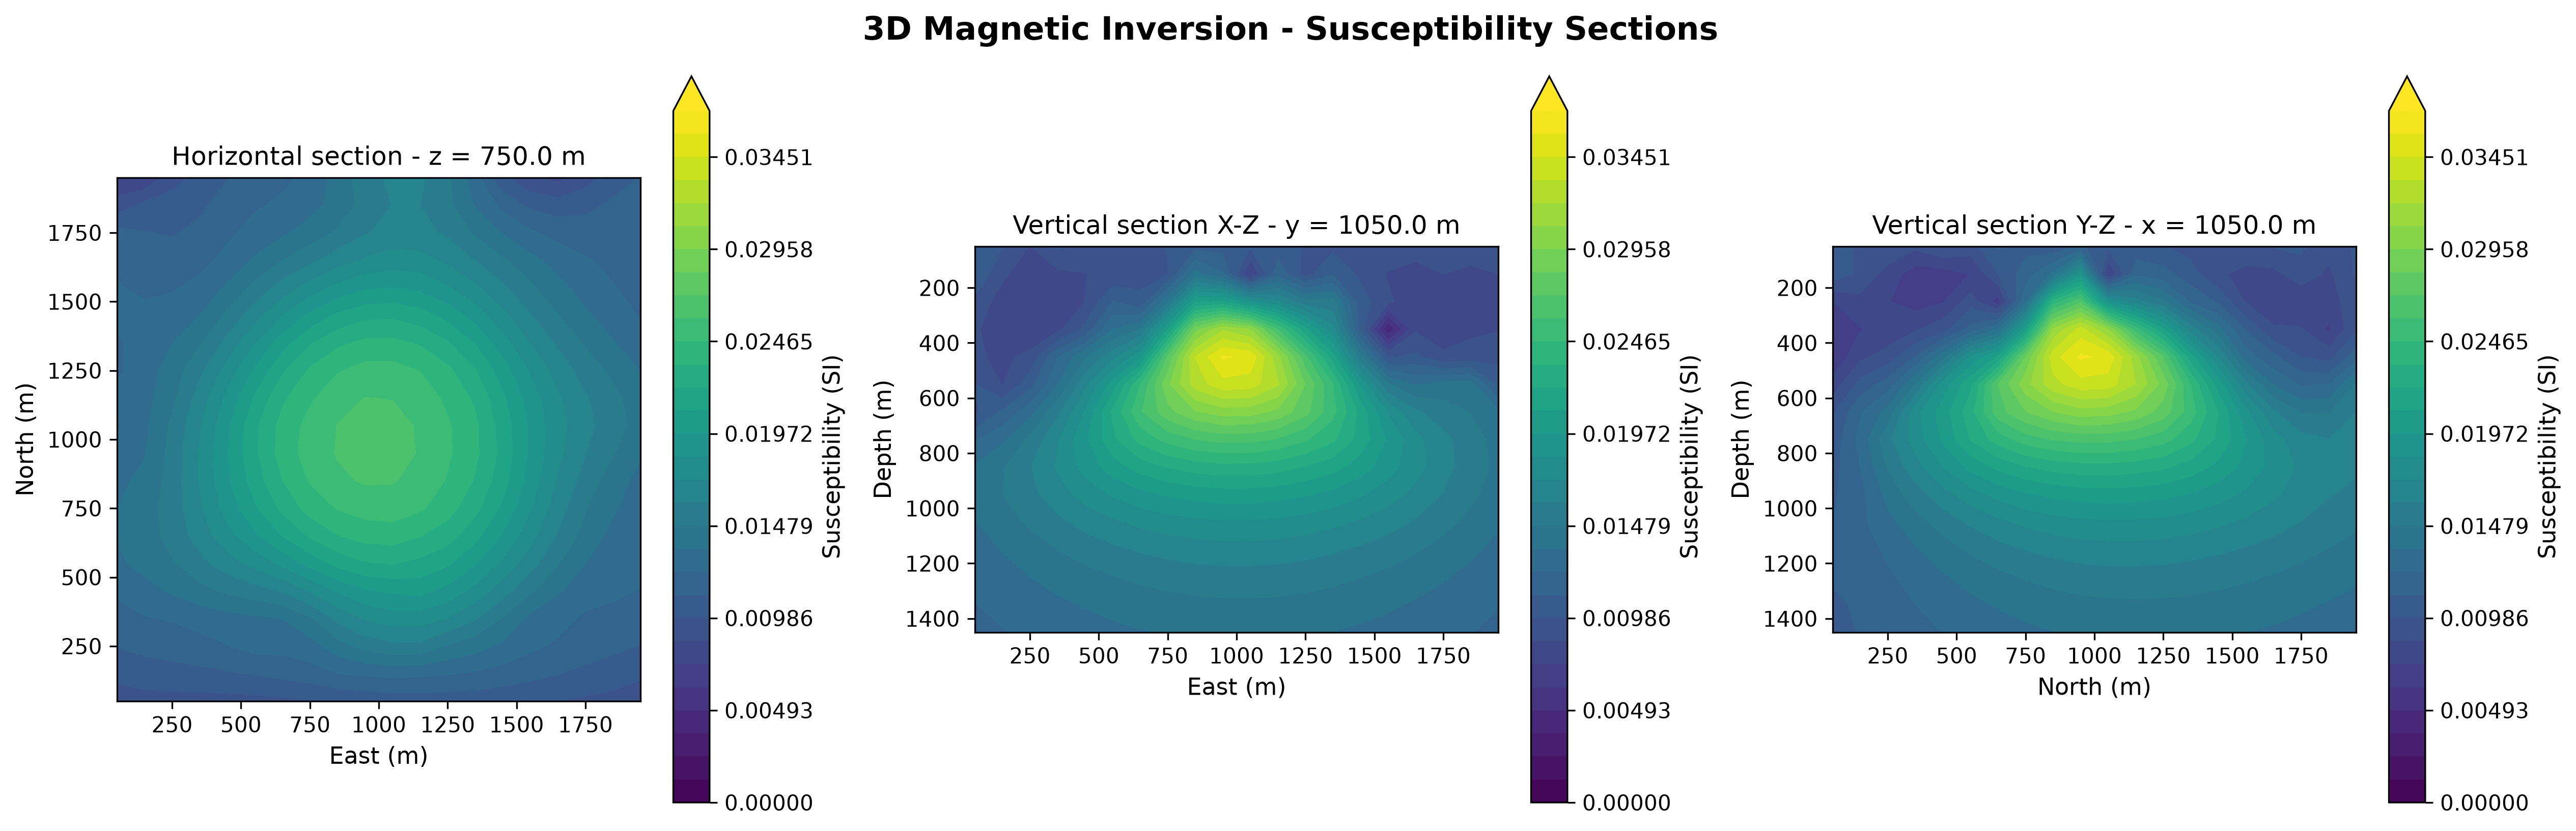 3D Magnetic Inversion - Susceptibility Sections
Horizontal section - z = 750.0 m
North (m)
1750
1500
1250
1000
750
500
250
250 500 750 1000 1250 1500 1750
East (m)
0.03451
0.02958
0.02465
0.01972
0.01479
0.00986
0.00493
0.00000
Susceptibility (SI)
Vertical section X-Z - y = 1050.0 m
Depth (m)
200
400
600
800
1000
1200
1400
250 500 750 1000 1250 1500 1750
East (m)
0.03451
0.02958
0.02465
0.01972
0.01479
0.00986
0.00493
0.00000
Susceptibility (SI)
Vertical section Y-Z - x = 1050.0 m
Depth (m)
200
400
600
800
1000
1200
1400
250 500 750 1000 1250 1500 1750
North (m)
0.03451
0.02958
0.02465
0.01972
0.01479
0.00986
0.00493
0.00000
Susceptibility (SI)